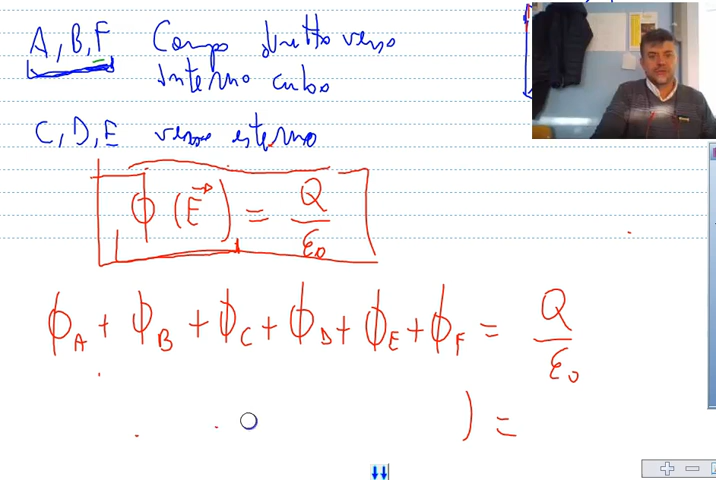 A, B, F Campo diretto verso
Interno cubo
C, D, E verso esterno
ϕ (E⃗) = Q/ε₀
ϕ_A + ϕ_B + ϕ_C + ϕ_D + ϕ_E + ϕ_F = Q/ε₀
) =